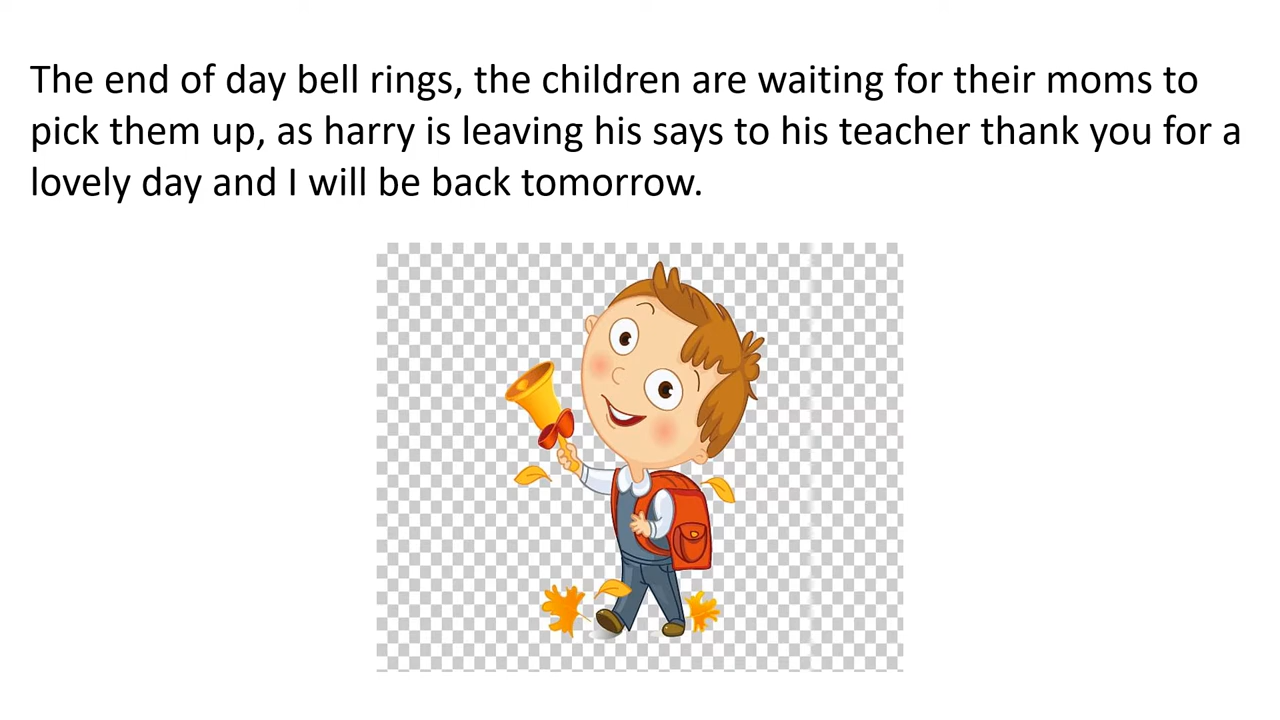 The end of day bell rings, the children are waiting for their moms to
pick them up, as harry is leaving his says to his teacher thank you for a
lovely day and I will be back tomorrow.